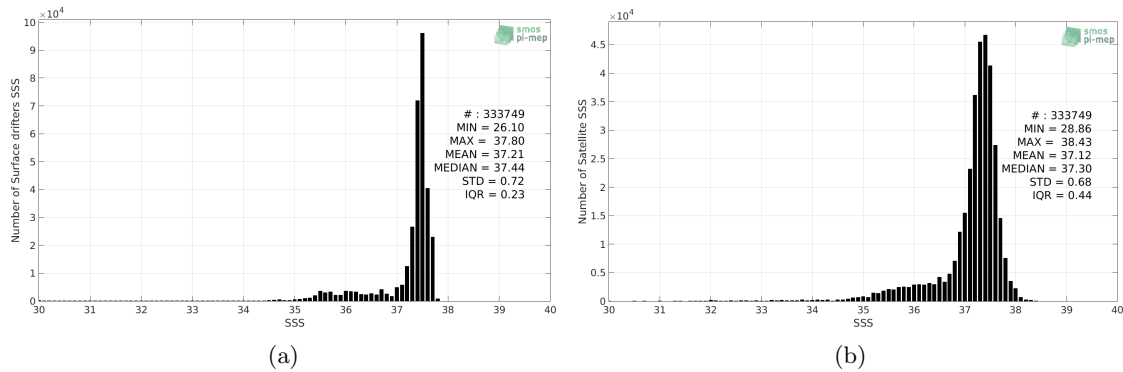 ×10⁴
10
9
8
7
6
5
4
3
2
1
0
Number of Surface drifters SSS
smos
pi-mep
# : 333749
MIN = 26.10
MAX = 37.80
MEAN = 37.21
MEDIAN = 37.44
STD = 0.72
IQR = 0.23
30 31 32 33 34 35 36 37 38 39 40
SSS
(a)
×10⁴
4.5
4
3.5
3
2.5
2
1.5
1
0.5
0
Number of Satellite SSS
smos
pi-mep
# : 333749
MIN = 28.86
MAX = 38.43
MEAN = 37.12
MEDIAN = 37.30
STD = 0.68
IQR = 0.44
30 31 32 33 34 35 36 37 38 39 40
SSS
(b)